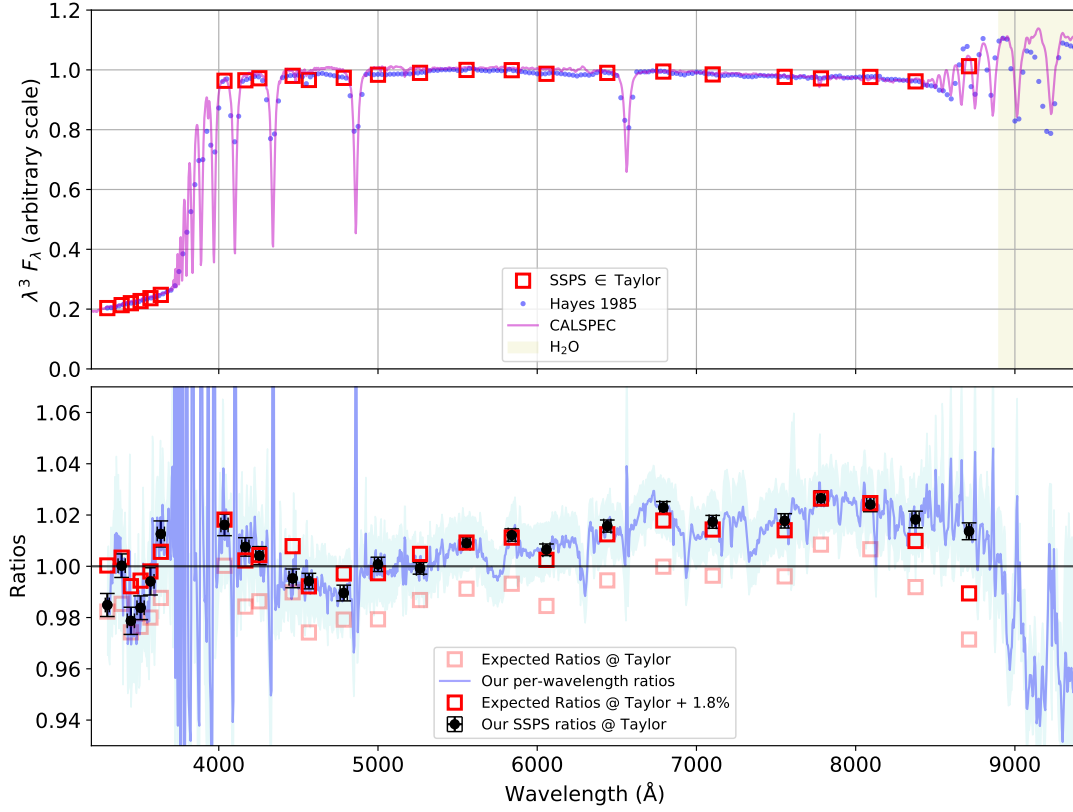 1.2
1.0
0.8
0.6
0.4
0.2
0.0
λ³ F_λ (arbitrary scale)
SSPS ∈ Taylor
Hayes 1985
CALSPEC
H₂O
1.06
1.04
1.02
1.00
0.98
0.96
0.94
Ratios
Expected Ratios @ Taylor
Our per-wavelength ratios
Expected Ratios @ Taylor + 1.8%
Our SSPS ratios @ Taylor
4000 5000 6000 7000 8000 9000
Wavelength (Å)